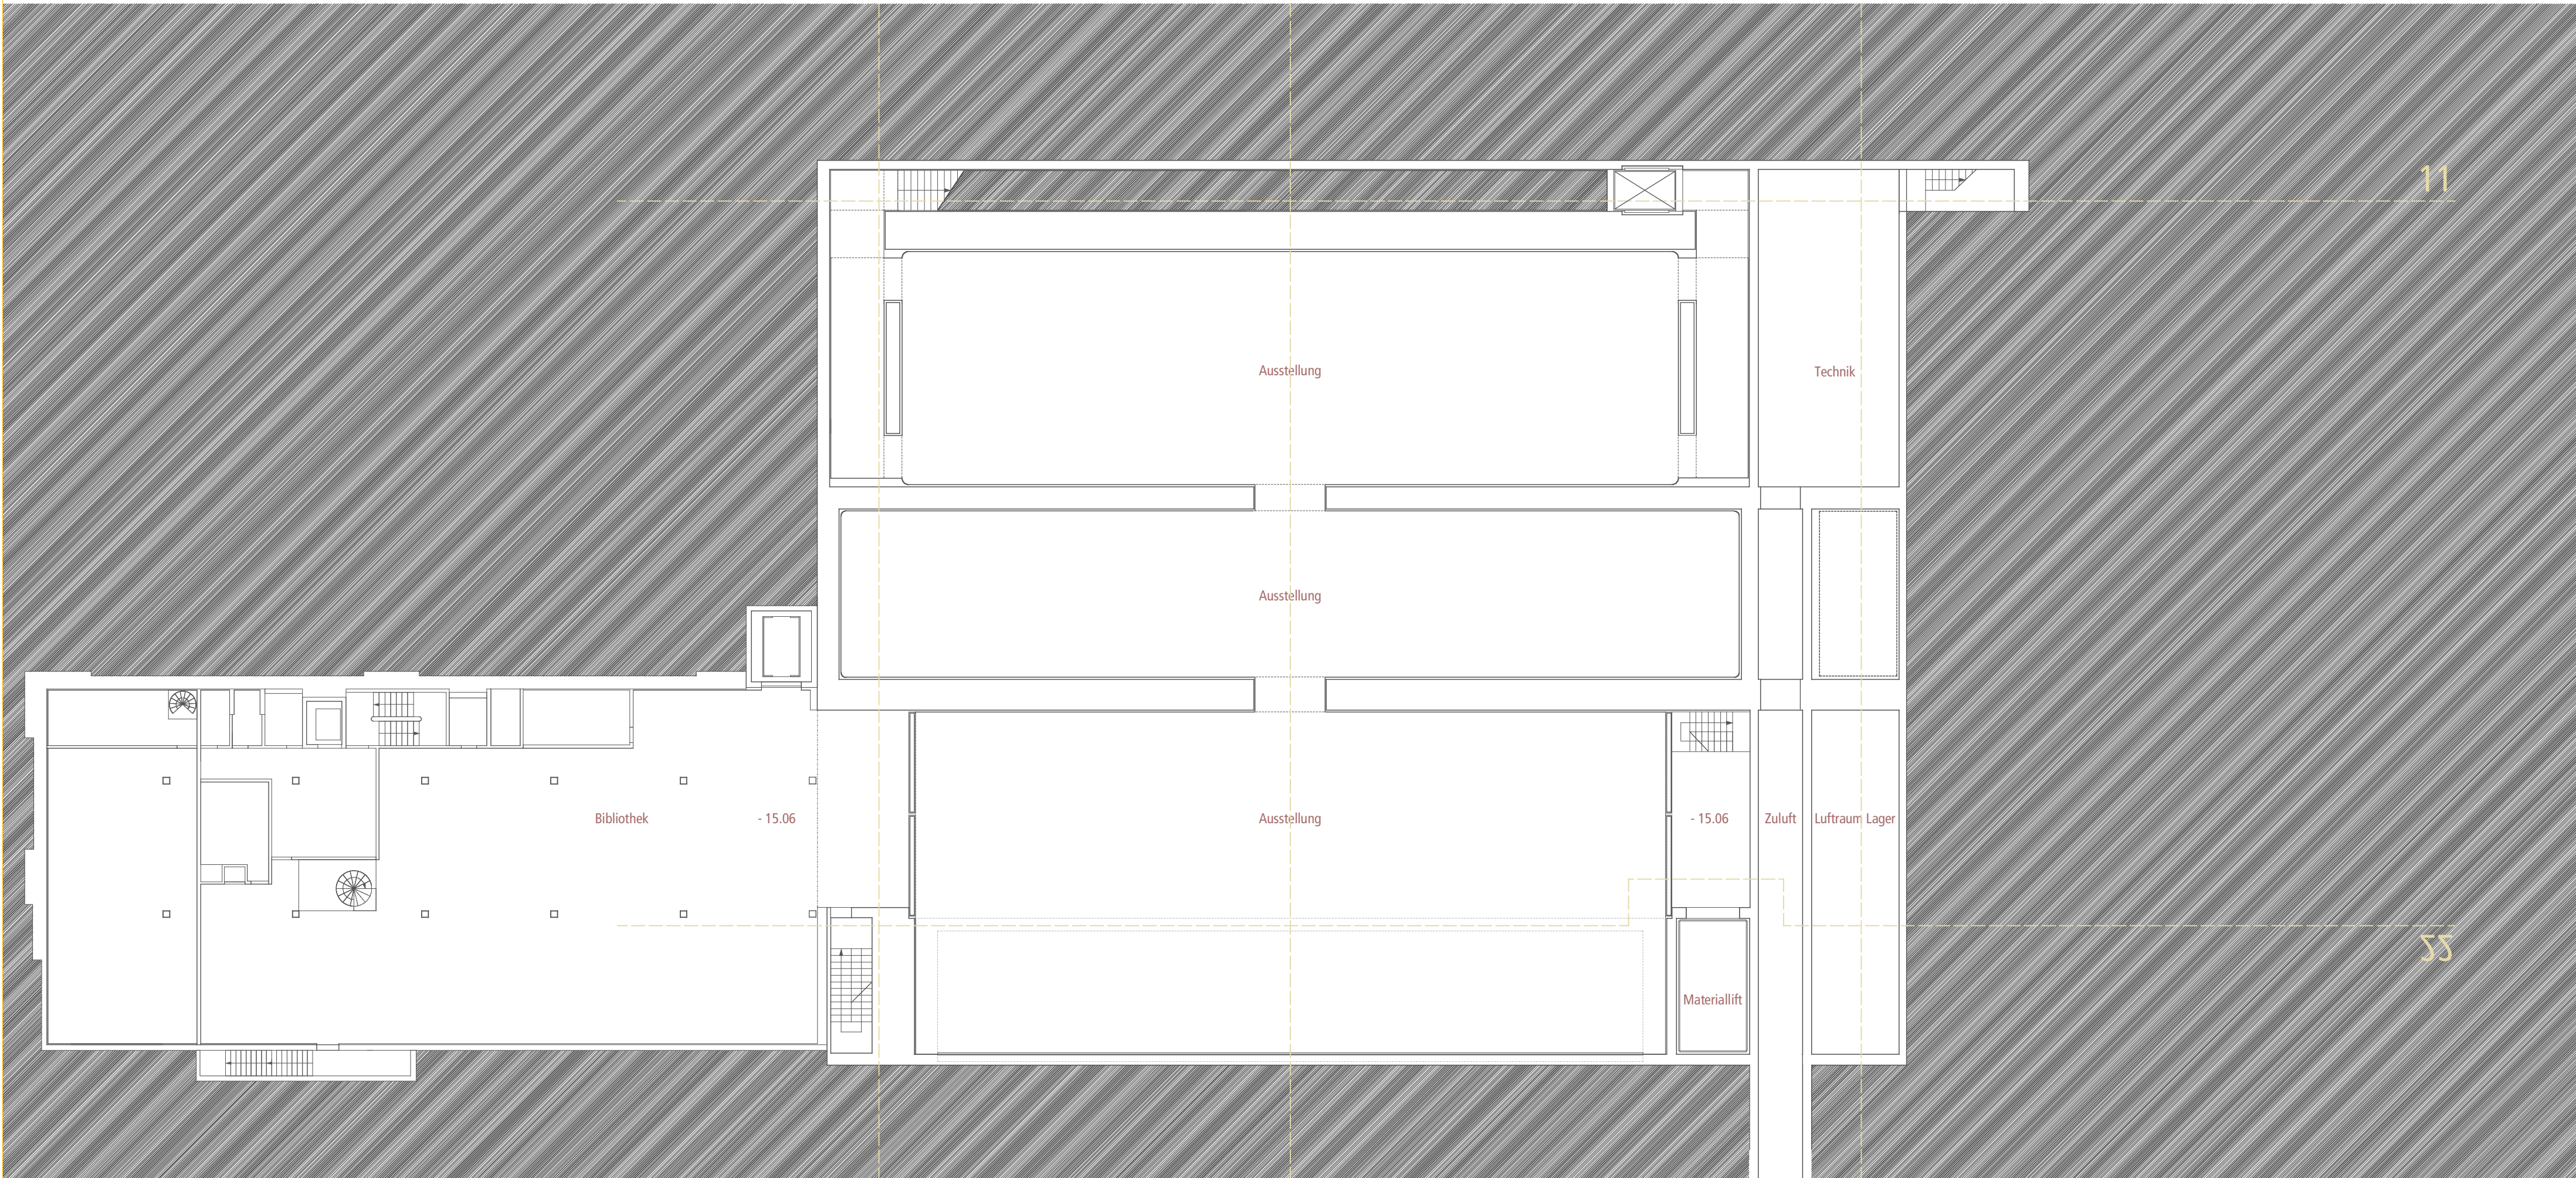 11
Ausstellung
Technik
Ausstellung
Bibliothek
- 15.06
Ausstellung
- 15.06
Zuluft
Luftraum Lager
22
Materiallift